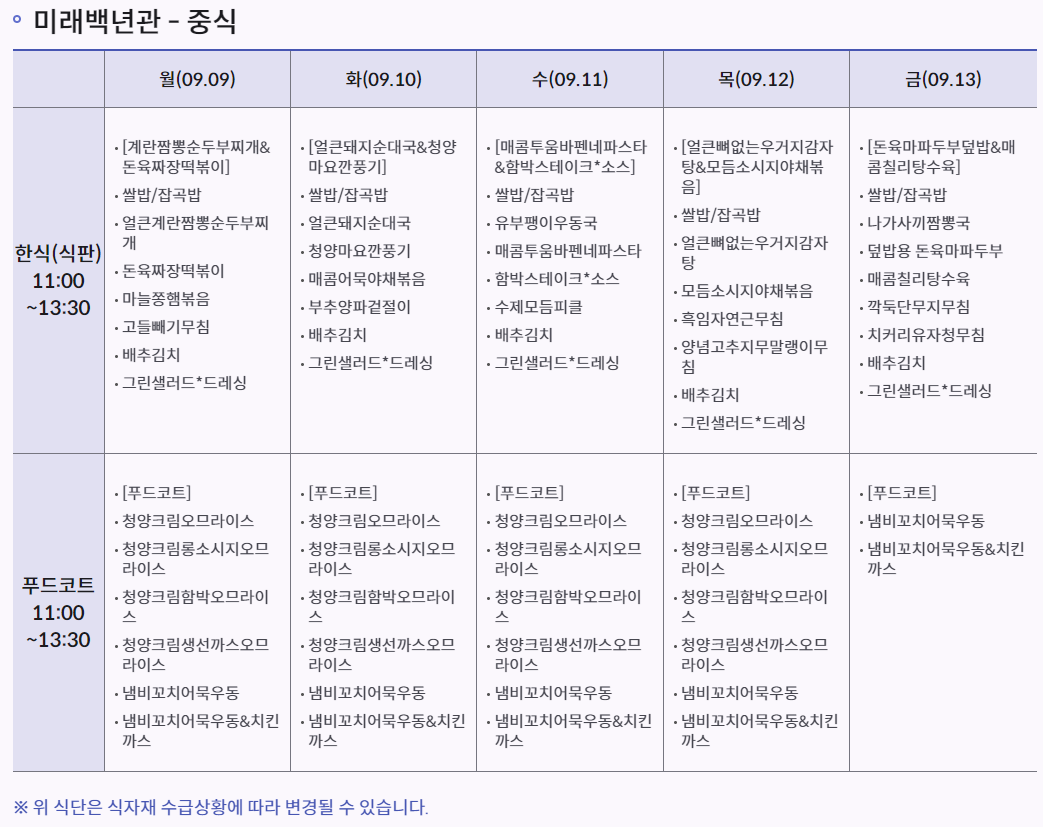 미래백년관 - 중식
월(09.09)
화(09.10)
수(09.11)
목(09.12)
금(09.13)
한식(식판)
11:00
~13:30
· [계란짬뽕순두부찌개&
돈육짜장떡볶이]
· 쌀밥/잡곡밥
· 얼큰계란짬뽕순두부찌
개
· 돈육짜장떡볶이
· 마늘쫑햄볶음
· 고들빼기무침
· 배추김치
· 그린샐러드*드레싱
· [얼큰돼지순대국&청양
마요깐풍기]
· 쌀밥/잡곡밥
· 얼큰돼지순대국
· 청양마요깐풍기
· 매콤어묵야채볶음
· 부추양파겉절이
· 배추김치
· 그린샐러드*드레싱
· [매콤투움바펜네파스타
&함박스테이크*소스]
· 쌀밥/잡곡밥
· 유부팽이우동국
· 매콤투움바펜네파스타
· 함박스테이크*소스
· 수제모듬피클
· 배추김치
· 그린샐러드*드레싱
· [얼큰뼈없는우거지감자
탕&모듬소시지야채볶
음]
· 쌀밥/잡곡밥
· 얼큰뼈없는우거지감자
탕
· 모듬소시지야채볶음
· 흑임자연근무침
· 양념고추지무말랭이무
침
· 배추김치
· 그린샐러드*드레싱
· [돈육마파두부덮밥&매
콤칠리탕수육]
· 쌀밥/잡곡밥
· 나가사끼짬뽕국
· 덮밥용 돈육마파두부
· 매콤칠리탕수육
· 깍둑단무지무침
· 치커리유자청무침
· 배추김치
· 그린샐러드*드레싱
푸드코트
11:00
~13:30
· [푸드코트]
· 청양크림오므라이스
· 청양크림롱소시지오므
라이스
· 청양크림함박오므라이
스
· 청양크림생선까스오므
라이스
· 냄비꼬치어묵우동
· 냄비꼬치어묵우동&치킨
까스
· [푸드코트]
· 청양크림오므라이스
· 청양크림롱소시지오므
라이스
· 청양크림함박오므라이
스
· 청양크림생선까스오므
라이스
· 냄비꼬치어묵우동
· 냄비꼬치어묵우동&치킨
까스
· [푸드코트]
· 청양크림오므라이스
· 청양크림롱소시지오므
라이스
· 청양크림함박오므라이
스
· 청양크림생선까스오므
라이스
· 냄비꼬치어묵우동
· 냄비꼬치어묵우동&치킨
까스
· [푸드코트]
· 청양크림오므라이스
· 청양크림롱소시지오므
라이스
· 청양크림함박오므라이
스
· 청양크림생선까스오므
라이스
· 냄비꼬치어묵우동
· 냄비꼬치어묵우동&치킨
까스
· [푸드코트]
· 냄비꼬치어묵우동
· 냄비꼬치어묵우동&치킨
까스
※ 위 식단은 식자재 수급상황에 따라 변경될 수 있습니다.